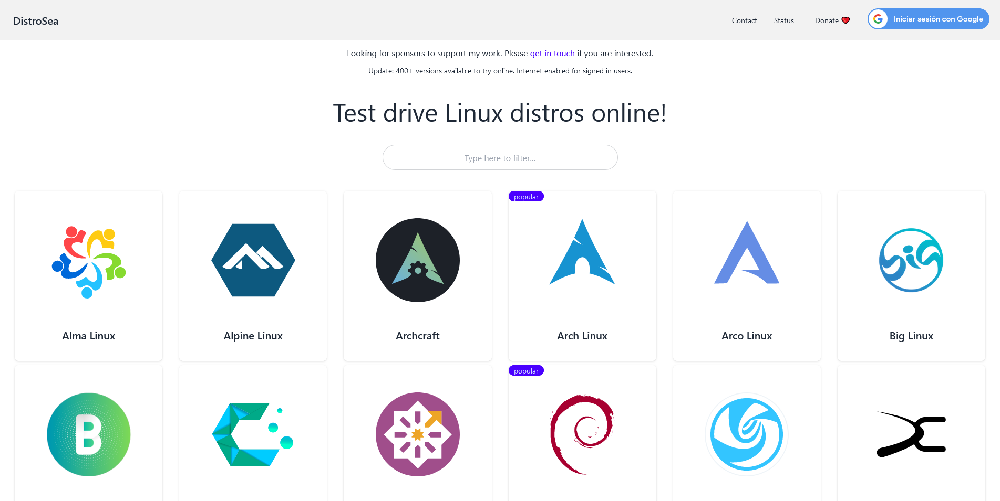 DistroSea
Contact
Status
Donate
Iniciar sesión con Google
Looking for sponsors to support my work. Please get in touch if you are interested.
Update: 400+ versions available to try online. Internet enabled for signed in users.
Test drive Linux distros online!
Type here to filter...
popular
big
Alma Linux
Alpine Linux
Archcraft
Arch Linux
Arco Linux
Big Linux
popular
B